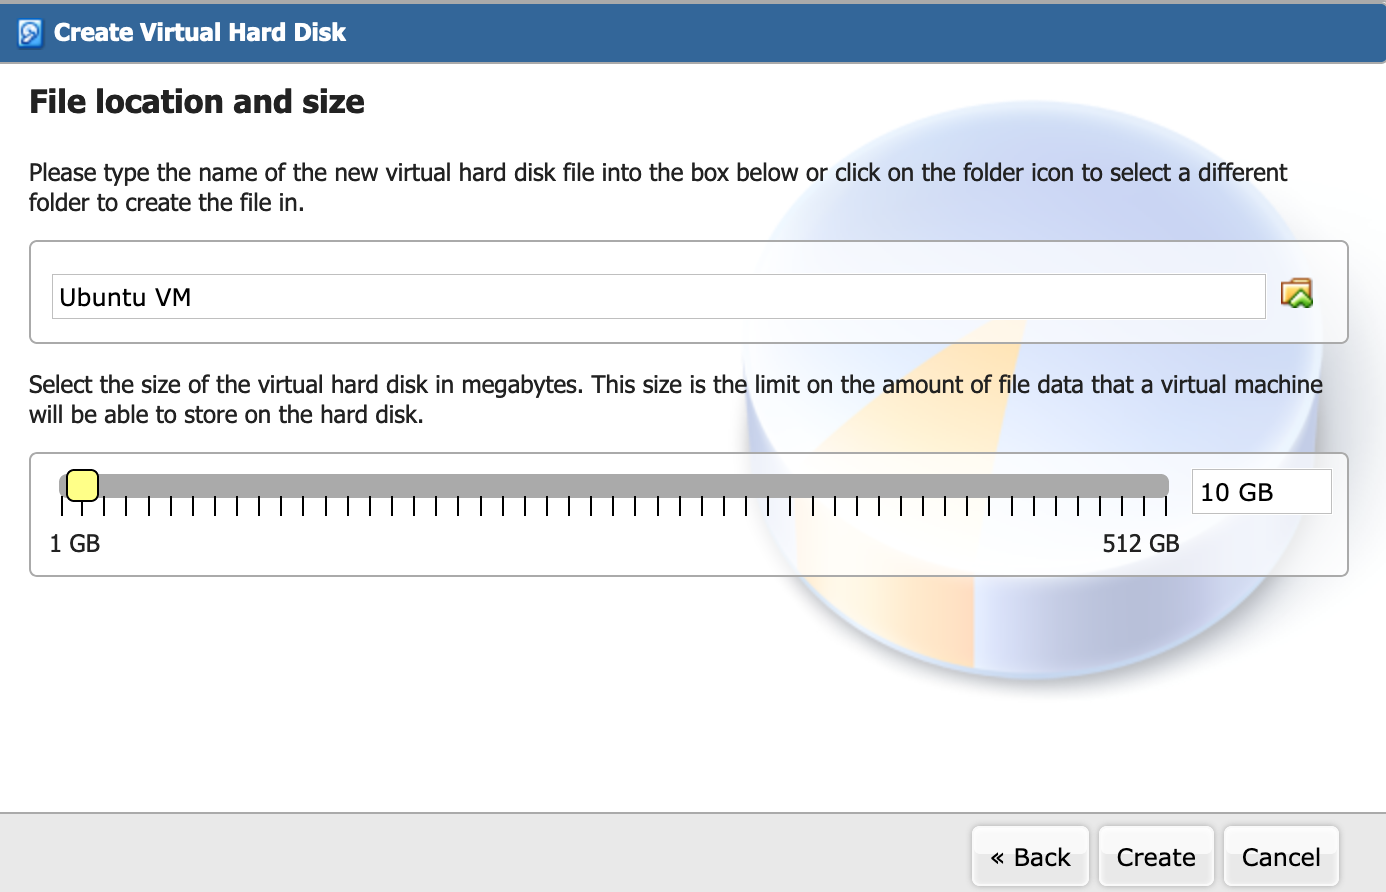 Create Virtual Hard Disk
File location and size
Please type the name of the new virtual hard disk file into the box below or click on the folder icon to select a different
folder to create the file in.
Ubuntu VM
Select the size of the virtual hard disk in megabytes. This size is the limit on the amount of file data that a virtual machine
will be able to store on the hard disk.
10 GB
1 GB 512 GB
« Back Create Cancel